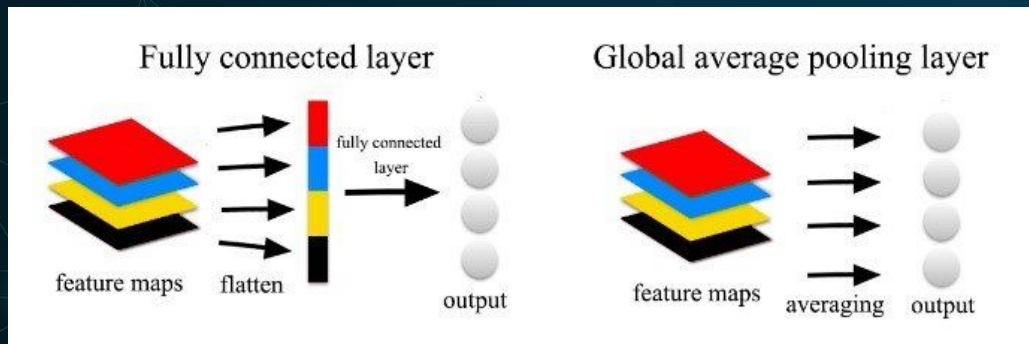 Fully connected layer
feature maps
flatten
fully connected
layer
output
Global average pooling layer
feature maps
averaging
output